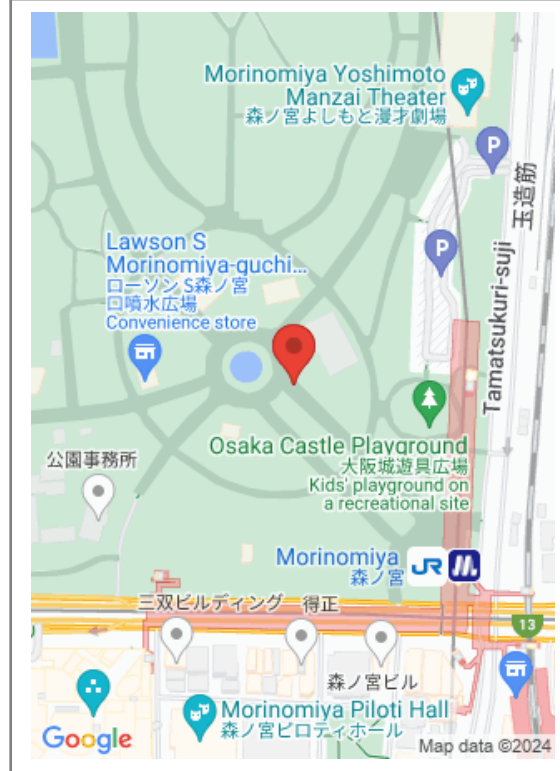 Morinomiya Yoshimoto
Manzai Theater
森ノ宮よしもと漫才劇場
P
玉造筋
P
Tamatsukuri-suji
Lawson S
Morinomiya-guchi...
ローソン S森ノ宮
口噴水広場
Convenience store
Osaka Castle Playground
大阪城遊具広場
Kids' playground on
a recreational site
公園事務所
Morinomiya
森ノ宮
JR
三双ビルディング
得正
13
森ノ宮ビル
Morinomiya Piloti Hall
森ノ宮ピロティホール
Google
Map data ©2024